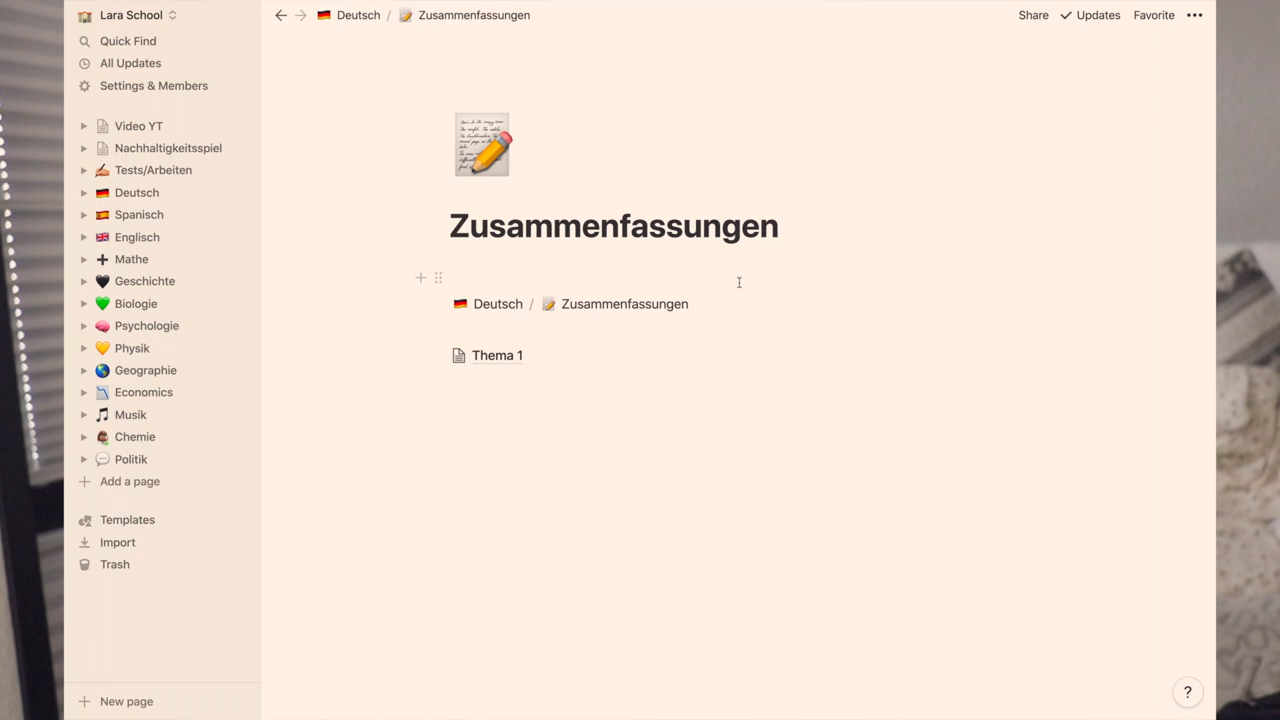 Lara School
Quick Find
All Updates
Settings & Members
Video YT
Nachhaltigkeitsspiel
Tests/Arbeiten
Deutsch
Spanisch
Englisch
Mathe
Geschichte
Biologie
Psychologie
Physik
Geographie
Economics
Musik
Chemie
Politik
Add a page
Templates
Import
Trash
New page
Deutsch / Zusammenfassungen
Share Updates Favorite
Zusammenfassungen
Deutsch / Zusammenfassungen
Thema 1
?